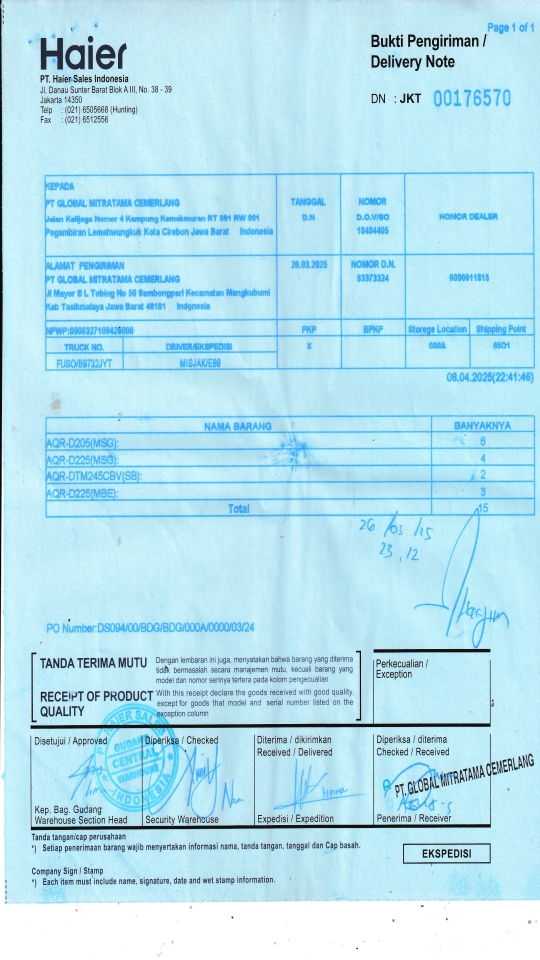 Page 1 of 1
Haier
Bukti Pengiriman /
Delivery Note
PT. Haier Sales Indonesia
Jl. Danau Sunter Barat Blok A III, No. 38 - 39
Jakarta 14350
Telp : (021) 6505668 (Hunting)
Fax : (021) 6512556
DN : JKT 00176570
KEPADA
PT GLOBAL MITRATAMA CEMERLANG
Jalan Kalijaga Nomor 4 Kampung Kemakmuran RT 001 RW 001
Pegambiran Lemahwungkuk Kota Cirebon Jawa Barat Indonesia
TANGGAL
D.N
NOMOR
D.O.V/SO
10484405
NOMOR DEALER
ALAMAT PENGIRIMAN
PT GLOBAL MITRATAMA CEMERLANG
Jl Mayor S L Tobing No 56 Sambongpari Kecamatan Mangkubumi
Kab Tasikmalaya Jawa Barat 46181 Indonesia
26.03.2025
NOMOR D.N.
83373324
6000611815
PKP
BPKP
Storege Location
Shipping Point
TRUCK NO.
DRIVER/EKSPEDISI
X
000A
65D1
FUSO/B9732JYT
MISJAK/E99
08.04.2025(22:41:46)
NAMA BARANG
BANYAKNYA
AQR-D205(MSG): 6
AQR-D225(MSG): 4
AQR-DTM245CBV(SB): 2
AQR-D225(MBE): 3
Total 15
26/03/25
23.12
PO Number:DS094/00/BDG/BDG/000A/0000/03/24
TANDA TERIMA MUTU
Dengan lembaran ini juga, menyatakan bahwa barang yang diterima
tidak bermasalah secara manajemen mutu, kecuali barang yang
model dan nomor serinya tertera pada kolom pengecualian
RECEIPT OF PRODUCT
QUALITY
With this receipt declare the goods received with good quality,
except for goods that model and serial number listed on the
exception column
Perkecualian /
Exception
Disetujui / Approved
Diperiksa / Checked
Diterima / dikirimkan
Received / Delivered
Diperiksa / diterima
Checked / Received
HAIER SALES
GUDANG
CENTRAL
WAREHOUSE
INDONESIA
PT. GLOBAL MITRATAMA CEMERLANG
Kep. Bag. Gudang
Warehouse Section Head
Security Warehouse
Expedisi / Expedition
Penerima / Receiver
Tanda tangan/cap perusahaan
*) Setiap penerimaan barang wajib menyertakan informasi nama, tanda tangan, tanggal dan Cap basah.
EKSPEDISI
Company Sign / Stamp
*) Each item must include name, signature, date and wet stamp information.